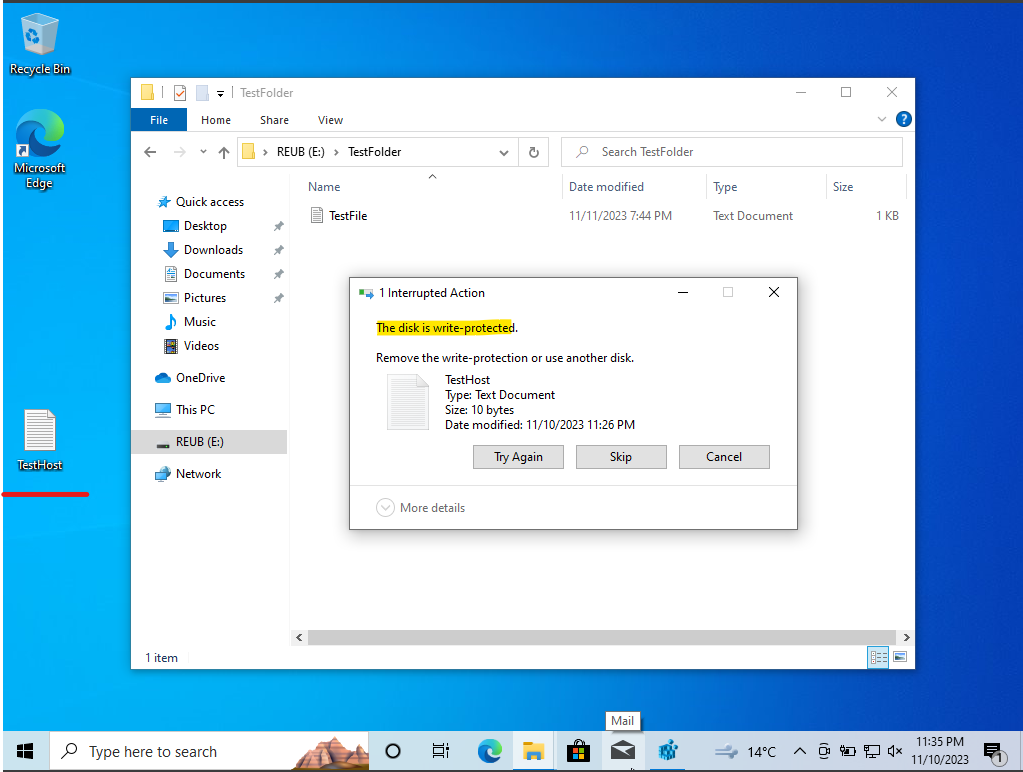 Recycle Bin
Microsoft
Edge
TestHost
TestFolder
File Home Share View
REUB (E:) TestFolder
Search TestFolder
Name Date modified Type Size
TestFile 11/11/2023 7:44 PM Text Document 1 KB
Quick access
Desktop
Downloads
Documents
Pictures
Music
Videos
OneDrive
This PC
REUB (E:)
Network
1 Interrupted Action
The disk is write-protected.
Remove the write-protection or use another disk.
TestHost
Type: Text Document
Size: 10 bytes
Date modified: 11/10/2023 11:26 PM
Try Again Skip Cancel
More details
1 item
Mail
Type here to search
14°C
11:35 PM
11/10/2023
1